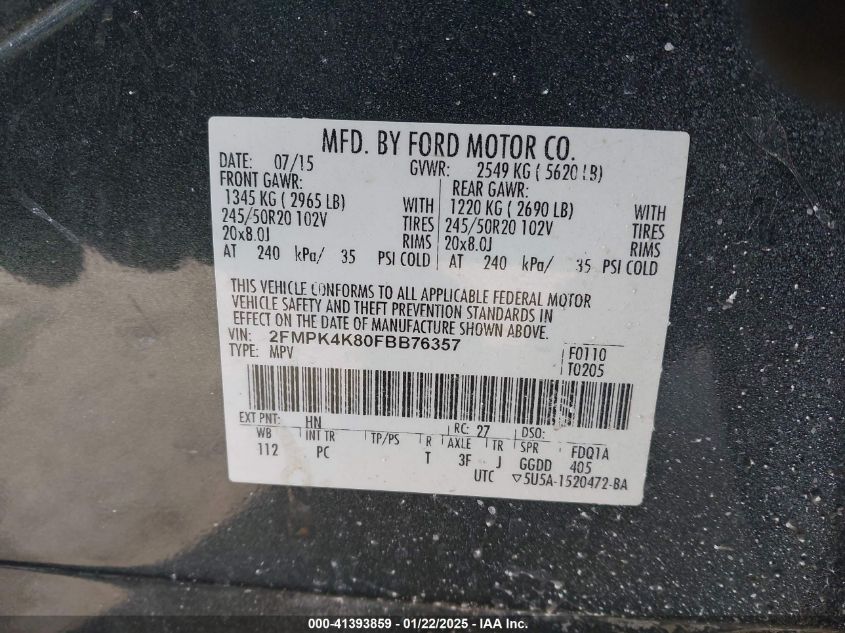 MFD. BY FORD MOTOR CO.
DATE: 07/15 GVWR: 2549 KG ( 5620 LB)
FRONT GAWR: REAR GAWR:
1345 KG ( 2965 LB) WITH 1220 KG ( 2690 LB) WITH
245/50R20 102V TIRES 245/50R20 102V TIRES
20x8.0J RIMS 20x8.0J RIMS
AT 240 kPa/ 35 PSI COLD AT 240 kPa/ 35 PSI COLD
THIS VEHICLE CONFORMS TO ALL APPLICABLE FEDERAL MOTOR
VEHICLE SAFETY AND THEFT PREVENTION STANDARDS IN
EFFECT ON THE DATE OF MANUFACTURE SHOWN ABOVE.
VIN: 2FMPK4K80FBB76357
TYPE: MPV F0110
T0205
EXT PNT: HN RC: 27 DSO:
WB INT TR TP/PS R AXLE TR SPR FDQ1A
112 PC T 3F J GGDD 405
UTC ▽5U5A-1520472-BA
000-41393859 - 01/22/2025 - IAAI.com